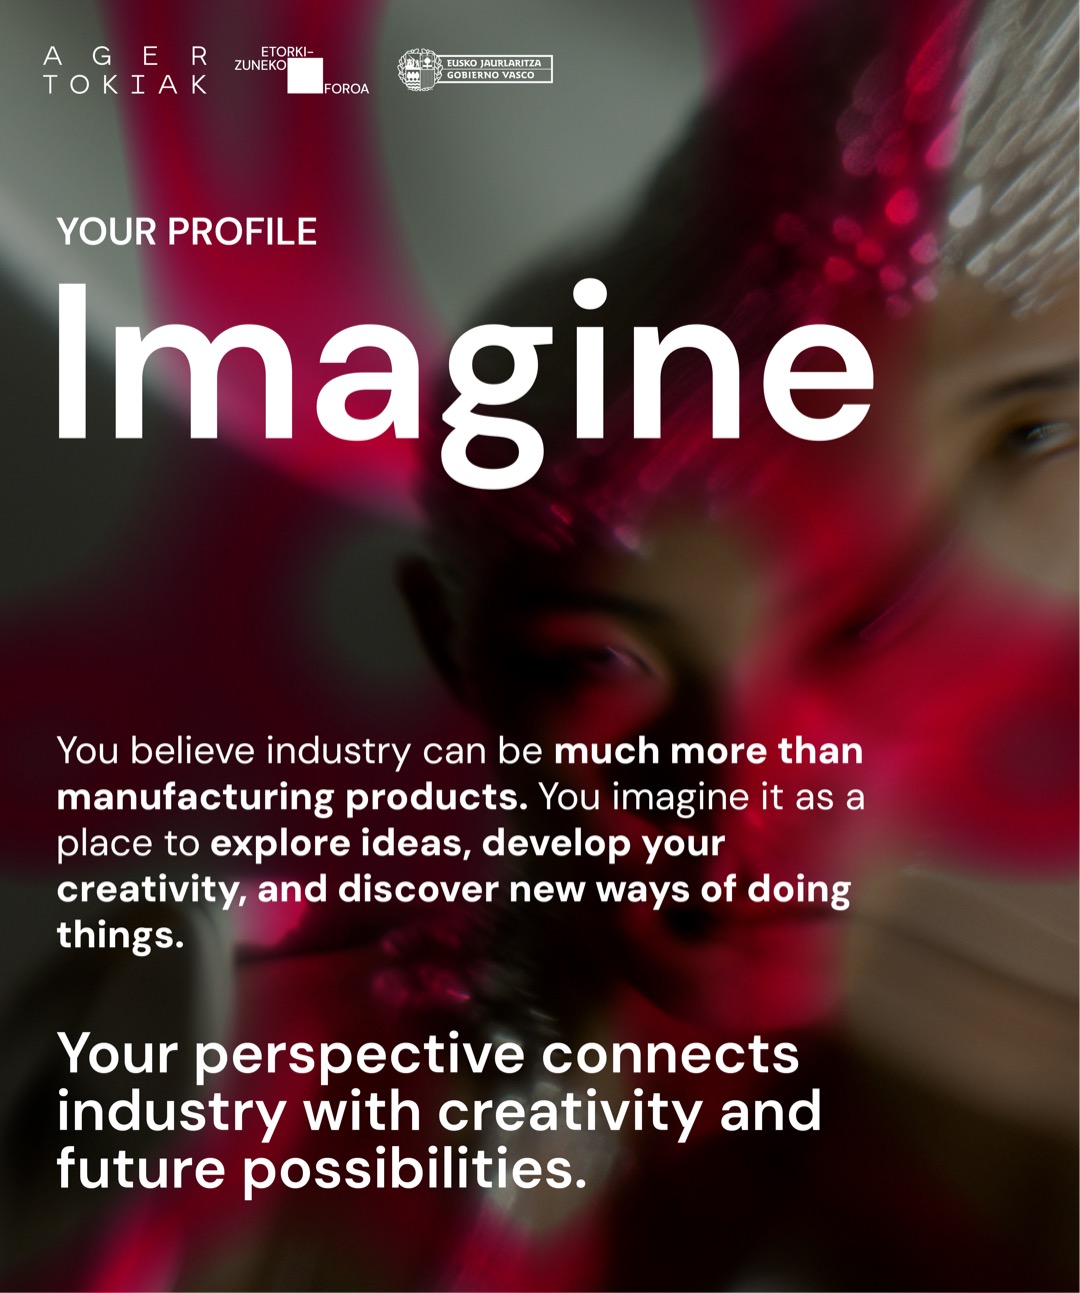 AGER
TOKIAK
ETORKI-
ZUNEKO
FOROA
EUSKO JAURLARITZA
GOBIERNO VASCO
YOUR PROFILE
Imagine
You believe industry can be much more than
manufacturing products. You imagine it as a
place to explore ideas, develop your
creativity, and discover new ways of doing
things.
Your perspective connects
industry with creativity and
future possibilities.